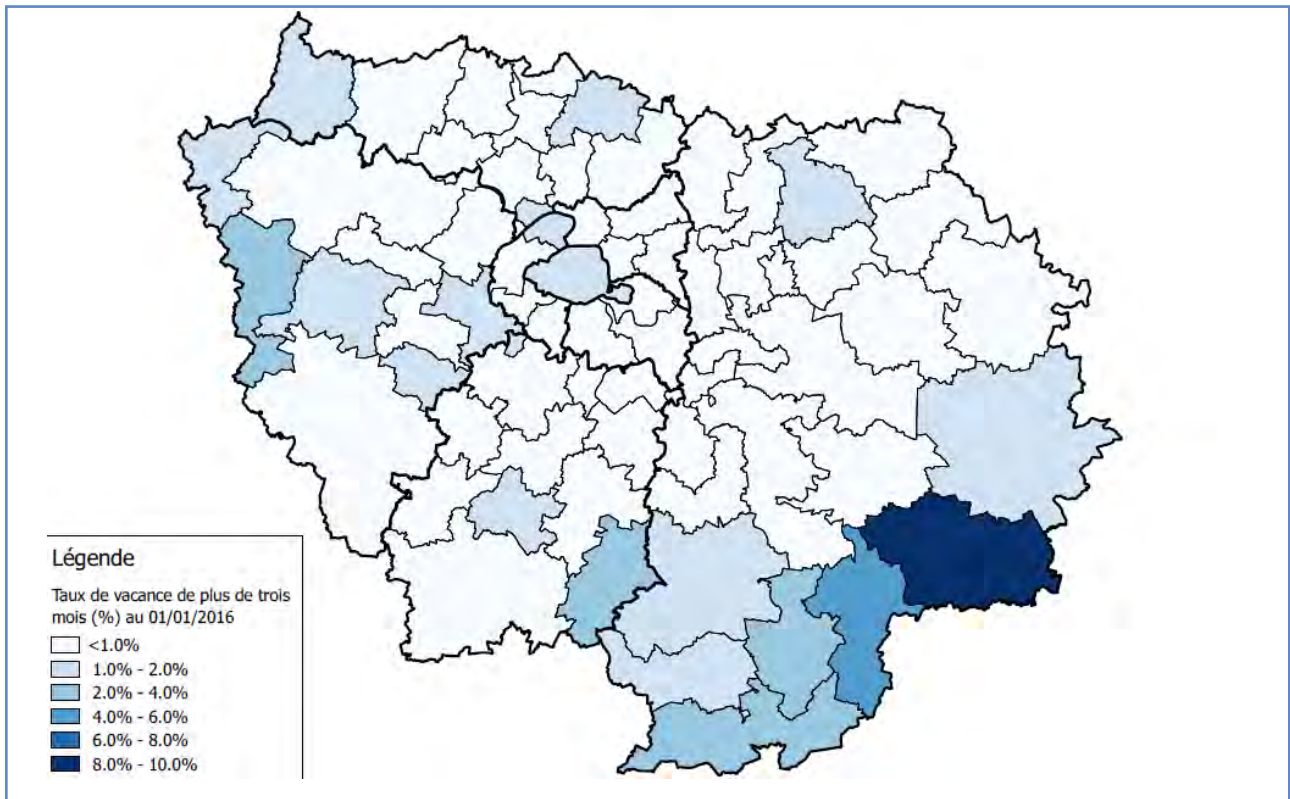 Légende
Taux de vacance de plus de trois
mois (%) au 01/01/2016
<1.0%
1.0% - 2.0%
2.0% - 4.0%
4.0% - 6.0%
6.0% - 8.0%
8.0% - 10.0%